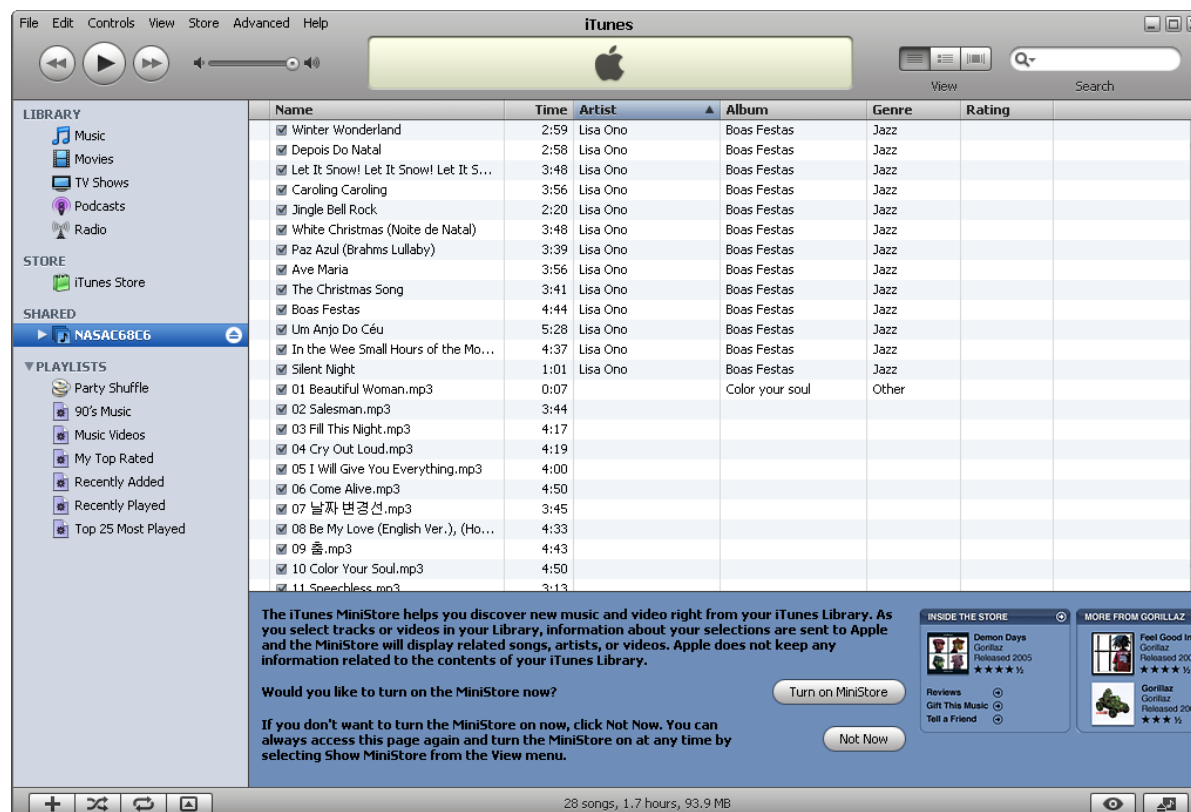 File Edit Controls View Store Advanced Help
iTunes
View
Search
LIBRARY
Music
Movies
TV Shows
Podcasts
Radio
STORE
iTunes Store
SHARED
NASAC68C6
PLAYLISTS
Party Shuffle
90's Music
Music Videos
My Top Rated
Recently Added
Recently Played
Top 25 Most Played
Name Time Artist Album Genre Rating
Winter Wonderland 2:59 Lisa Ono Boas Festas Jazz
Depois Do Natal 2:58 Lisa Ono Boas Festas Jazz
Let It Snow! Let It Snow! Let It S... 3:48 Lisa Ono Boas Festas Jazz
Caroling Caroling 3:56 Lisa Ono Boas Festas Jazz
Jingle Bell Rock 2:20 Lisa Ono Boas Festas Jazz
White Christmas (Noite de Natal) 3:48 Lisa Ono Boas Festas Jazz
Paz Azul (Brahms Lullaby) 3:39 Lisa Ono Boas Festas Jazz
Ave Maria 3:56 Lisa Ono Boas Festas Jazz
The Christmas Song 3:41 Lisa Ono Boas Festas Jazz
Boas Festas 4:44 Lisa Ono Boas Festas Jazz
Um Anjo Do Céu 5:28 Lisa Ono Boas Festas Jazz
In the Wee Small Hours of the Mo... 4:37 Lisa Ono Boas Festas Jazz
Silent Night 1:01 Lisa Ono Boas Festas Jazz
01 Beautiful Woman.mp3 0:07 Color your soul Other
02 Salesman.mp3 3:44
03 Fill This Night.mp3 4:17
04 Cry Out Loud.mp3 4:19
05 I Will Give You Everything.mp3 4:00
06 Come Alive.mp3 4:50
07 날짜 변경선.mp3 3:45
08 Be My Love (English Ver.), (Ho... 4:33
09 춤.mp3 4:43
10 Color Your Soul.mp3 4:50
11 Speechless.mp3 3:13
The iTunes MiniStore helps you discover new music and video right from your iTunes Library. As
you select tracks or videos in your Library, information about your selections are sent to Apple
and the MiniStore will display related songs, artists, or videos. Apple does not keep any
information related to the contents of your iTunes Library.
Would you like to turn on the MiniStore now?
Turn on MiniStore
If you don't want to turn the MiniStore on now, click Not Now. You can
always access this page again and turn the MiniStore on at any time by
selecting Show MiniStore from the View menu.
Not Now
INSIDE THE STORE
Demon Days
Gorillaz
Released 2005
Reviews
Gift This Music
Tell a Friend
MORE FROM GORILLAZ
Feel Good In
Gorillaz
Released 200
Gorillaz
Gorillaz
Released 20
28 songs, 1.7 hours, 93.9 MB